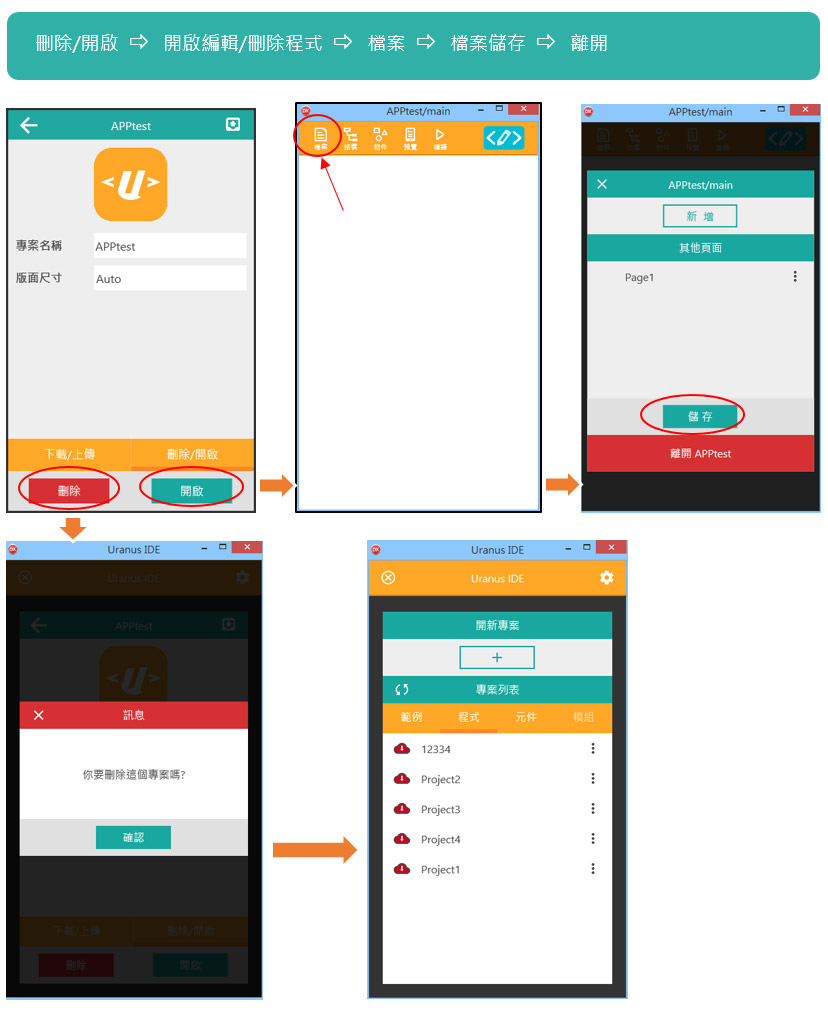 刪除/開啟 ⇨ 開啟編輯/刪除程式 ⇨ 檔案 ⇨ 檔案儲存 ⇨ 離開
APPtest
<U>
專案名稱 APPtest
版面尺寸 Auto
下載/上傳 刪除/開啟
刪除 開啟
APPtest/main
檔案 物件 預覽
APPtest/main
APPtest/main
新 增
其他頁面
Page1
儲 存
離開 APPtest
Uranus IDE
Uranus IDE
APPtest
<U>
訊息
你要刪除這個專案嗎?
確認
下載/上傳 刪除/開啟
刪除 開啟
Uranus IDE
Uranus IDE
開新專案
+
專案列表
範例 程式 元件 模組
12334
Project2
Project3
Project4
Project1